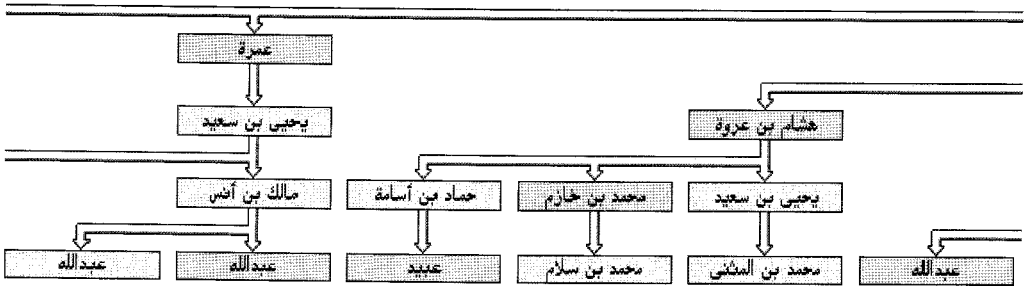 عمرة
يحيى بن سعيد
هشام بن عروة
يحيى بن سعيد
محمد بن خازم
حماد بن أسامة
مالك بن أنس
عبدالله
محمد بن المثنى
محمد بن سلام
عبيد
عبدالله
عبدالله